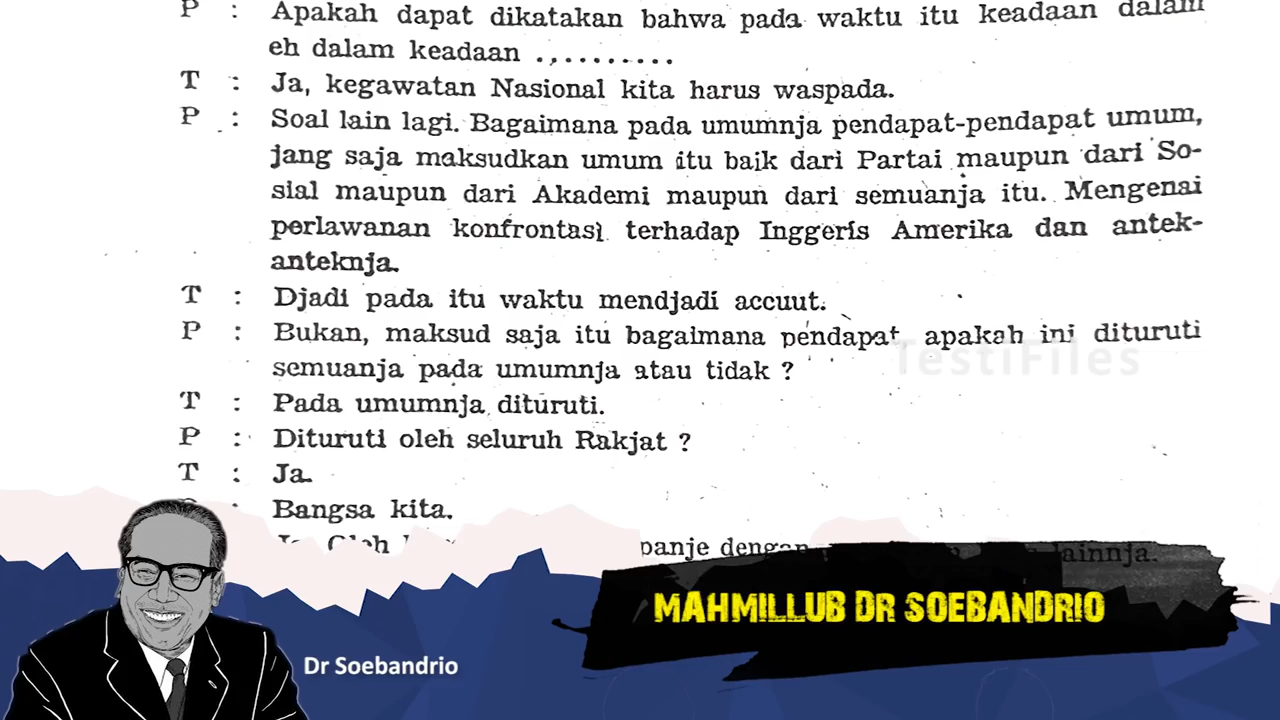 P : Apakah dapat dikatakan bahwa pada waktu itu keadaan dalam
eh dalam keadaan ..........
T : Ja, kegawatan Nasional kita harus waspada.
P : Soal lain lagi. Bagaimana pada umumnja pendapat-pendapat umum,
jang saja maksudkan umum itu baik dari Partai maupun dari So-
sial maupun dari Akademi maupun dari semuanja itu. Mengenai
perlawanan konfrontasi terhadap Inggeris Amerika dan antek-
anteknja.
T : Djadi pada itu waktu mendjadi accuut.
P : Bukan, maksud saja itu bagaimana pendapat, apakah ini dituruti
semuanja pada umumnja atau tidak ?
TestiFiles
T : Pada umumnja dituruti.
P : Dituruti oleh seluruh Rakjat ?
T : Ja.
: Bangsa kita.
panje dengan lainnja.
MAHMILLUB DR SOEBANDRIO
Dr Soebandrio